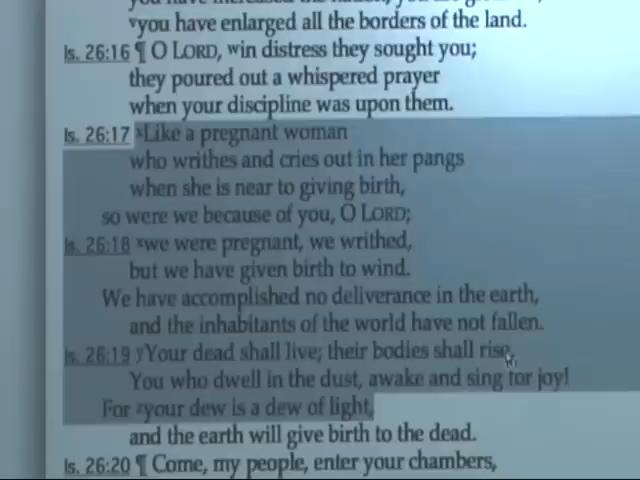 ᵛyou have enlarged all the borders of the land.
Is. 26:16 ¶ O LORD, ʷin distress they sought you;
they poured out a whispered prayer
when your discipline was upon them.
Is. 26:17 ˣLike a pregnant woman
who writhes and cries out in her pangs
when she is near to giving birth,
so were we because of you, O LORD;
Is. 26:18 ˣwe were pregnant, we writhed,
but we have given birth to wind.
We have accomplished no deliverance in the earth,
and the inhabitants of the world have not fallen.
Is. 26:19 ʸYour dead shall live; their bodies shall rise.
You who dwell in the dust, awake and sing for joy!
For ᶻyour dew is a dew of light,
and the earth will give birth to the dead.
Is. 26:20 ¶ Come, my people, enter your chambers,